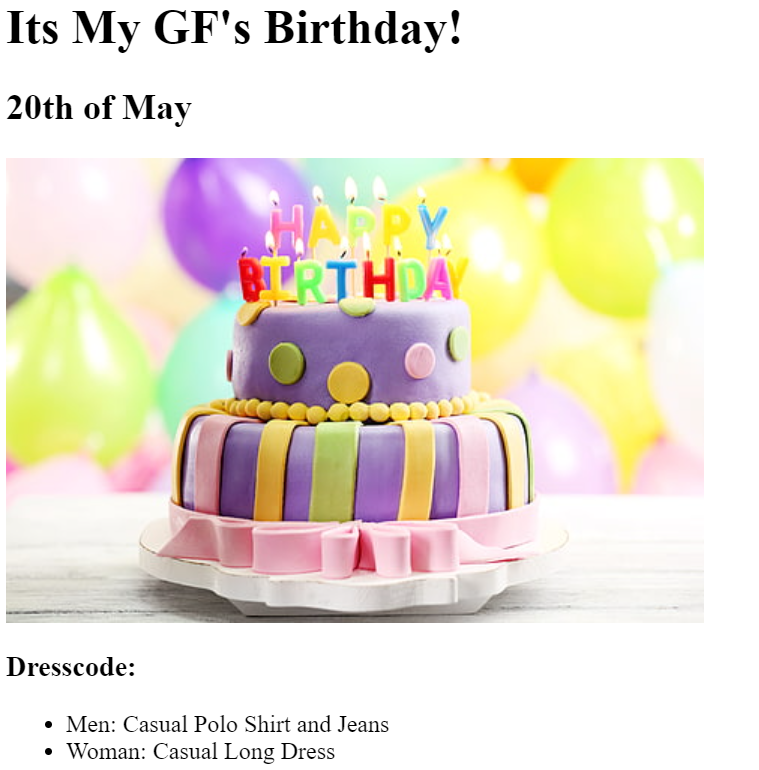 Its My GF's Birthday!
20th of May
HAPPY
BIRTHDAY
Dresscode:
Men: Casual Polo Shirt and Jeans
Woman: Casual Long Dress